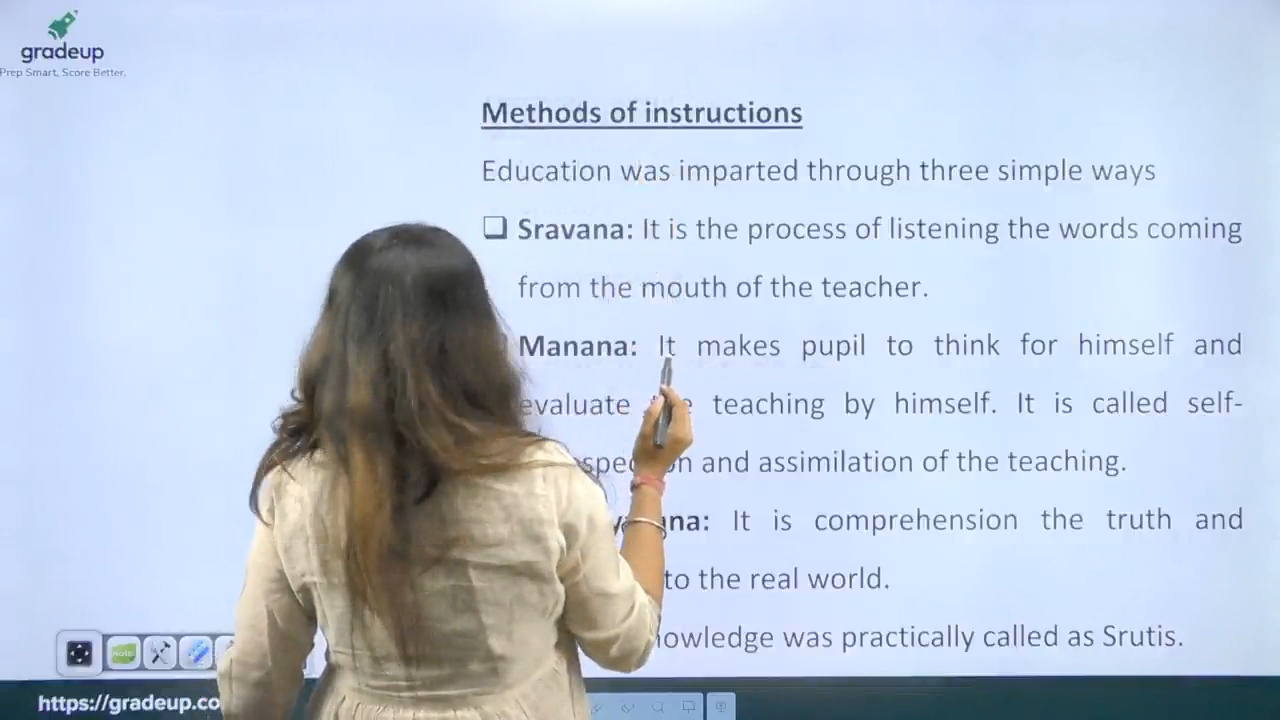 gradeup
Prep Smart, Score Better.
Methods of instructions
Education was imparted through three simple ways
Sravana: It is the process of listening the words coming
from the mouth of the teacher.
Manana: It makes pupil to think for himself and
evaluate teaching by himself. It is called self-
and assimilation of the teaching.
It is comprehension the truth and
to the real world.
was practically called as Srutis.
https://gradeup.co